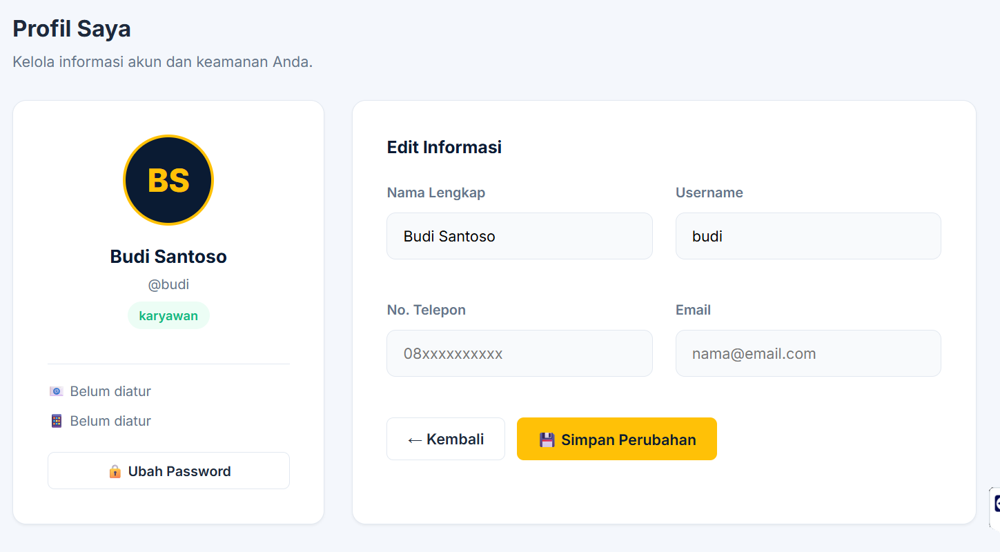 Profil Saya
Kelola informasi akun dan keamanan Anda.
BS
Budi Santoso
@budi
karyawan
Belum diatur
Belum diatur
Ubah Password
Edit Informasi
Nama Lengkap
Budi Santoso
Username
budi
No. Telepon
08xxxxxxxxxx
Email
nama@email.com
← Kembali
Simpan Perubahan